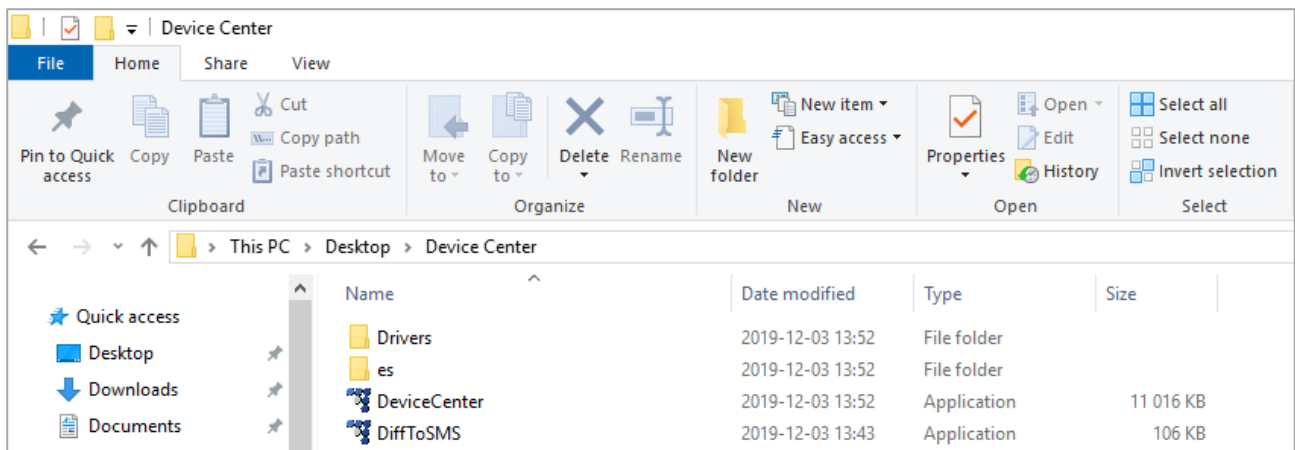 Device Center
File Home Share View
Pin to Quick access
Copy
Paste
Cut
Copy path
Paste shortcut
Clipboard
Move to
Copy to
Delete
Rename
Organize
New folder
New item
Easy access
New
Properties
Open
Edit
History
Open
Select all
Select none
Invert selection
Select
This PC > Desktop > Device Center
Quick access
Desktop
Downloads
Documents
Name Date modified Type Size
Drivers 2019-12-03 13:52 File folder
es 2019-12-03 13:52 File folder
DeviceCenter 2019-12-03 13:52 Application 11 016 KB
DiffToSMS 2019-12-03 13:43 Application 106 KB